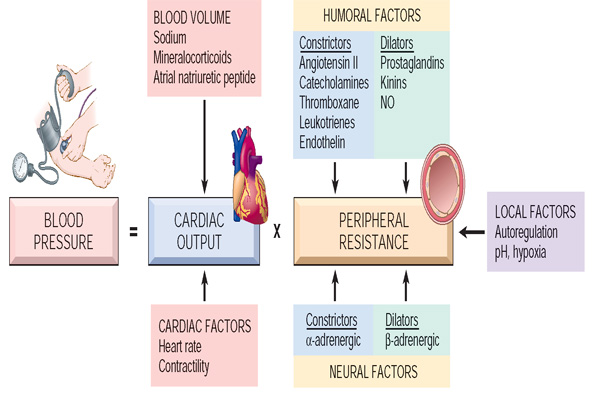 BLOOD VOLUME
Sodium
Mineralocorticoids
Atrial natriuretic peptide
HUMORAL FACTORS
Constrictors
Angiotensin II
Catecholamines
Thromboxane
Leukotrienes
Endothelin
Dilators
Prostaglandins
Kinins
NO
BLOOD
PRESSURE
=
CARDIAC
OUTPUT
x
PERIPHERAL
RESISTANCE
LOCAL FACTORS
Autoregulation
pH, hypoxia
CARDIAC FACTORS
Heart rate
Contractility
Constrictors
α-adrenergic
Dilators
β-adrenergic
NEURAL FACTORS